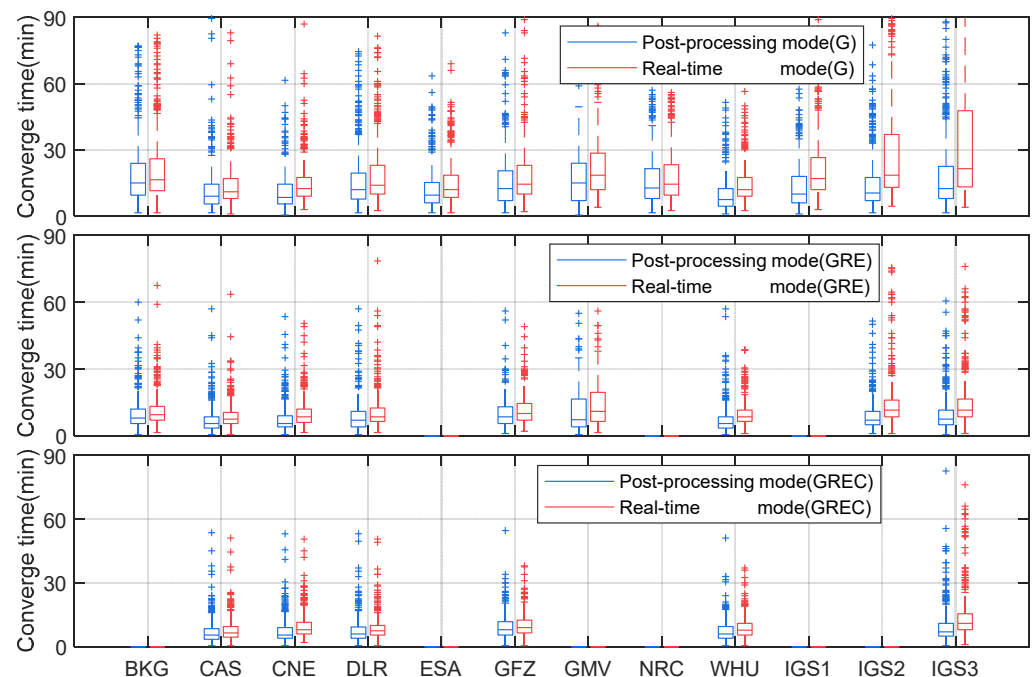 Converge time(min)
90
60
30
0
Post-processing mode(G)
Real-time mode(G)
Converge time(min)
90
60
30
0
Post-processing mode(GRE)
Real-time mode(GRE)
Converge time(min)
90
60
30
0
Post-processing mode(GREC)
Real-time mode(GREC)
BKG CAS CNE DLR ESA GFZ GMV NRC WHU IGS1 IGS2 IGS3